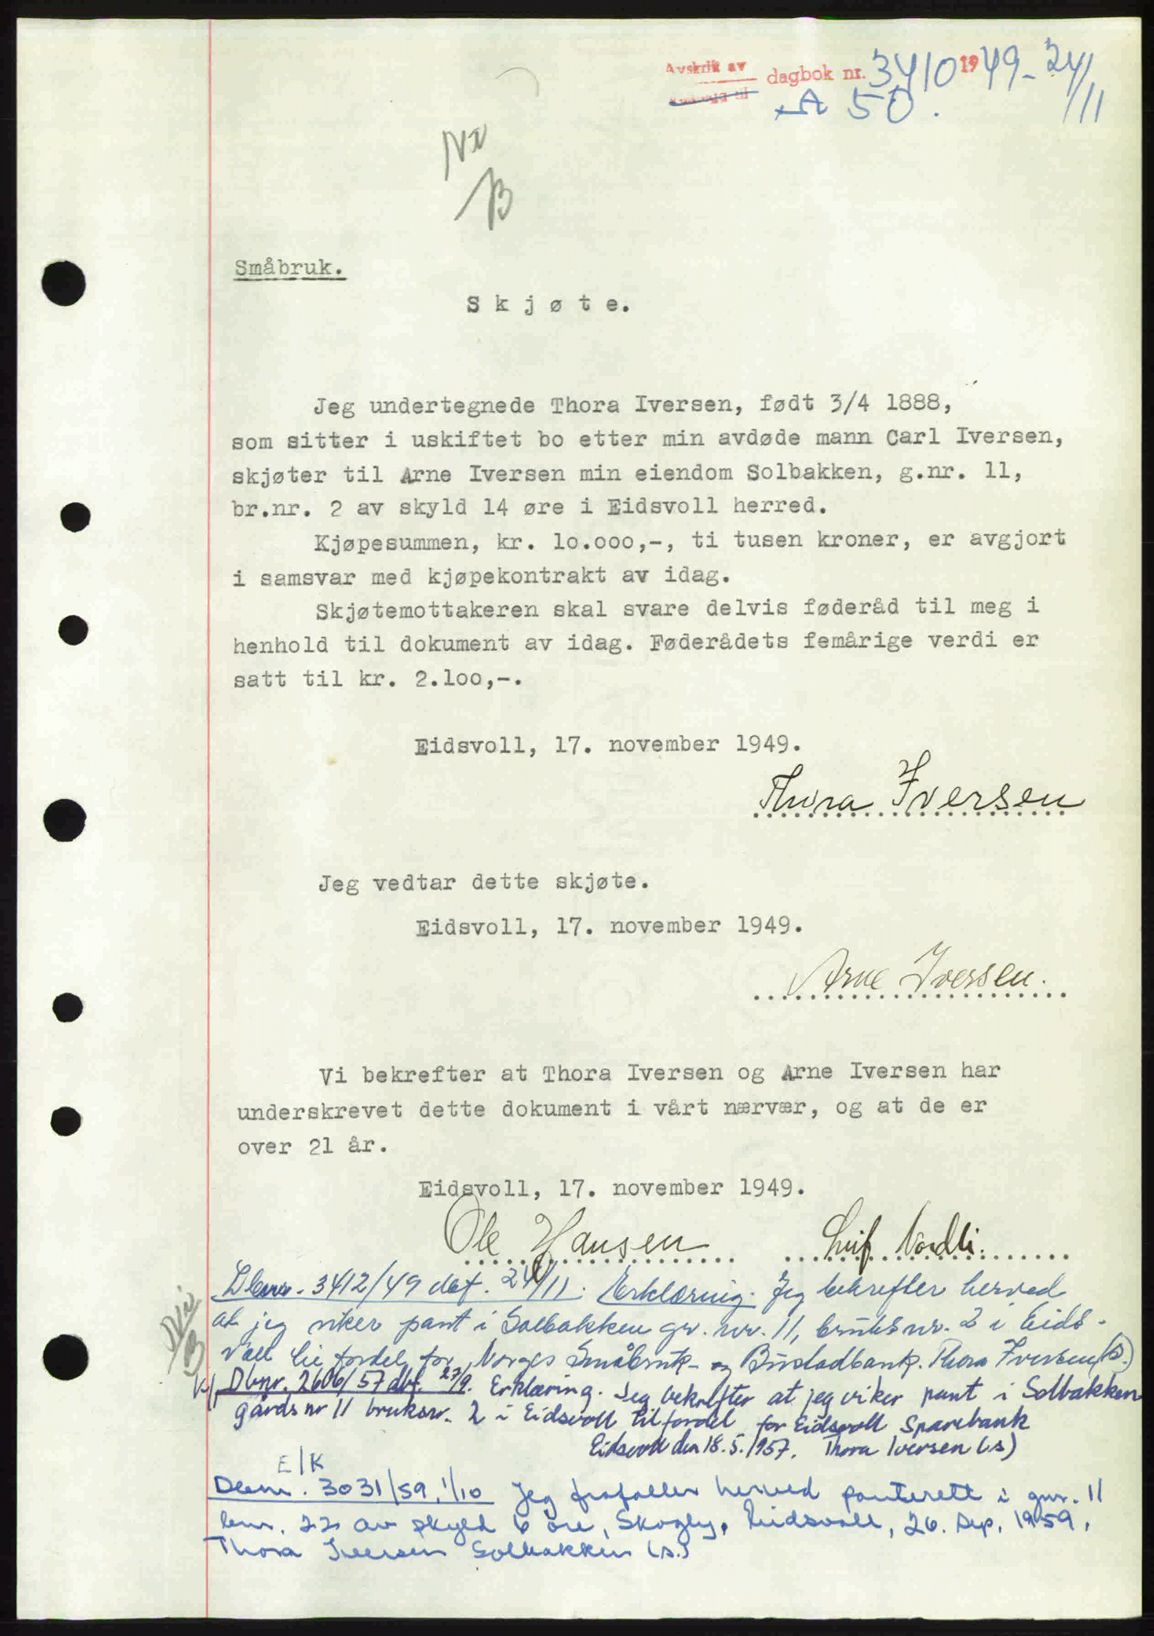 Avskrift av
dagbok nr. 3410 1949 - 24/11
A 50.
B
Småbruk.
S k j ø t e.
Jeg undertegnede Thora Iversen, født 3/4 1888,
som sitter i uskiftet bo etter min avdøde mann Carl Iversen,
skjøter til Arne Iversen min eiendom Solbakken, g.nr. 11,
br.nr. 2 av skyld 14 øre i Eidsvoll herred.
Kjøpesummen, kr. 10.000,-, ti tusen kroner, er avgjort
i samsvar med kjøpekontrakt av idag.
Skjøtemottakeren skal svare delvis føderåd til meg i
henhold til dokument av idag. Føderådets femårige verdi er
satt til kr. 2.100,-.
Eidsvoll, 17. november 1949.
Thora Iversen
Jeg vedtar dette skjøte.
Eidsvoll, 17. november 1949.
Arne Iversen.
Vi bekrefter at Thora Iversen og Arne Iversen har
underskrevet dette dokument i vårt nærvær, og at de er
over 21 år.
Eidsvoll, 17. november 1949.
Ole Hansen Leif Nordli.
Dbnr. 3412/49 dat. 24/11: Erklæring. Jeg bekrefter herved
at jeg viker pant i Solbakken gr. nr. 11, bruksnr. 2 i Eids-
voll til fordel for Norges Småbruk- og Bustadbank. Thora Iversen (s.)
Dbnr. 2606/57 dbf. 27/9. Erklæring. Jeg bekrefter at jeg viker pant i Solbakken
gårdsnr 11 bruksnr. 2 i Eidsvoll til fordel for Eidsvoll Sparebank
Eidsvoll den 18.5.1957. Thora Iversen (s)
E/K
Dbnr. 3031/59, 1/10 Jeg frafaller herved panterett i gnr. 11
bnr. 22 av skyld 6 øre, Skogly, Eidsvoll, 26. sep. 1959.
Thora Iversen Solbakken (s.)